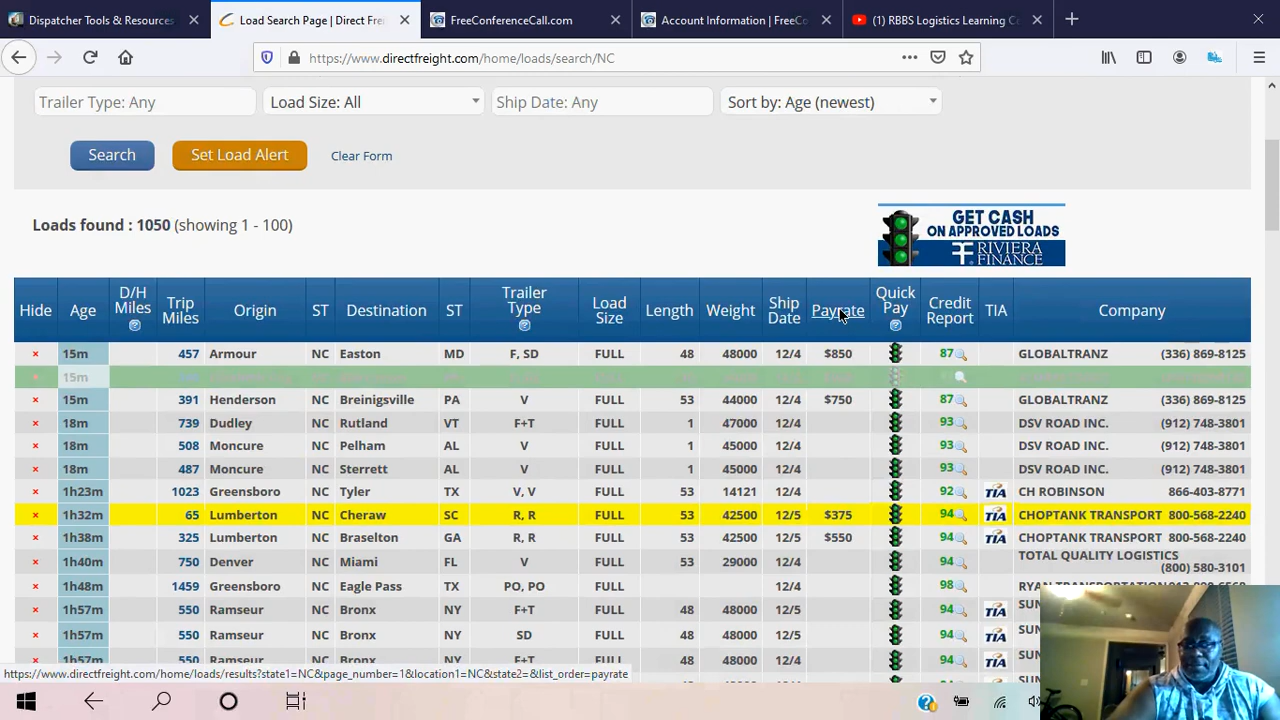 Dispatcher Tools & Resources
Load Search Page | Direct Frei
FreeConferenceCall.com
Account Information | FreeCo
(1) RBBS Logistics Learning C
https://www.directfreight.com/home/loads/search/NC
Trailer Type: Any
Load Size: All
Ship Date: Any
Sort by: Age (newest)
Search
Set Load Alert
Clear Form
Loads found : 1050 (showing 1 - 100)
GET CASH
ON APPROVED LOADS
RIVIERA
FINANCE
Hide Age D/H Miles Trip Miles Origin ST Destination ST Trailer Type Load Size Length Weight Ship Date Payrate Quick Pay Credit Report TIA Company
× 15m 457 Armour NC Easton MD F, SD FULL 48 48000 12/4 $850 87 GLOBALTRANZ (336) 869-8125
15m
× 15m 391 Henderson NC Breinigsville PA V FULL 53 44000 12/4 $750 87 GLOBALTRANZ (336) 869-8125
× 18m 739 Dudley NC Rutland VT F+T FULL 1 47000 12/4 93 DSV ROAD INC. (912) 748-3801
× 18m 508 Moncure NC Pelham AL V FULL 1 45000 12/4 93 DSV ROAD INC. (912) 748-3801
× 18m 487 Moncure NC Sterrett AL V FULL 1 45000 12/4 93 DSV ROAD INC. (912) 748-3801
× 1h23m 1023 Greensboro NC Tyler TX V, V FULL 53 14121 12/4 92 TIA CH ROBINSON 866-403-8771
× 1h32m 65 Lumberton NC Cheraw SC R, R FULL 53 42500 12/5 $375 94 TIA CHOPTANK TRANSPORT 800-568-2240
× 1h38m 325 Lumberton NC Braselton GA R, R FULL 53 42500 12/5 $550 94 TIA CHOPTANK TRANSPORT 800-568-2240
× 1h40m 750 Denver NC Miami FL V FULL 53 29000 12/4 94 TOTAL QUALITY LOGISTICS (800) 580-3101
× 1h48m 1459 Greensboro NC Eagle Pass TX PO, PO FULL 12/4 98 RYAN TRANSPORTATION
× 1h57m 550 Ramseur NC Bronx NY F+T FULL 48 48000 12/5 94 TIA SUN
× 1h57m 550 Ramseur NC Bronx NY SD FULL 48 48000 12/5 94 TIA SUN
× 1h57m 550 Ramseur NC Bronx NY F+T FULL 48 48000 12/5 94 TIA SUN
https://www.directfreight.com/home/loads/results?state1=NC&page_number=1&location1=NC&state2=&list_order=payrate